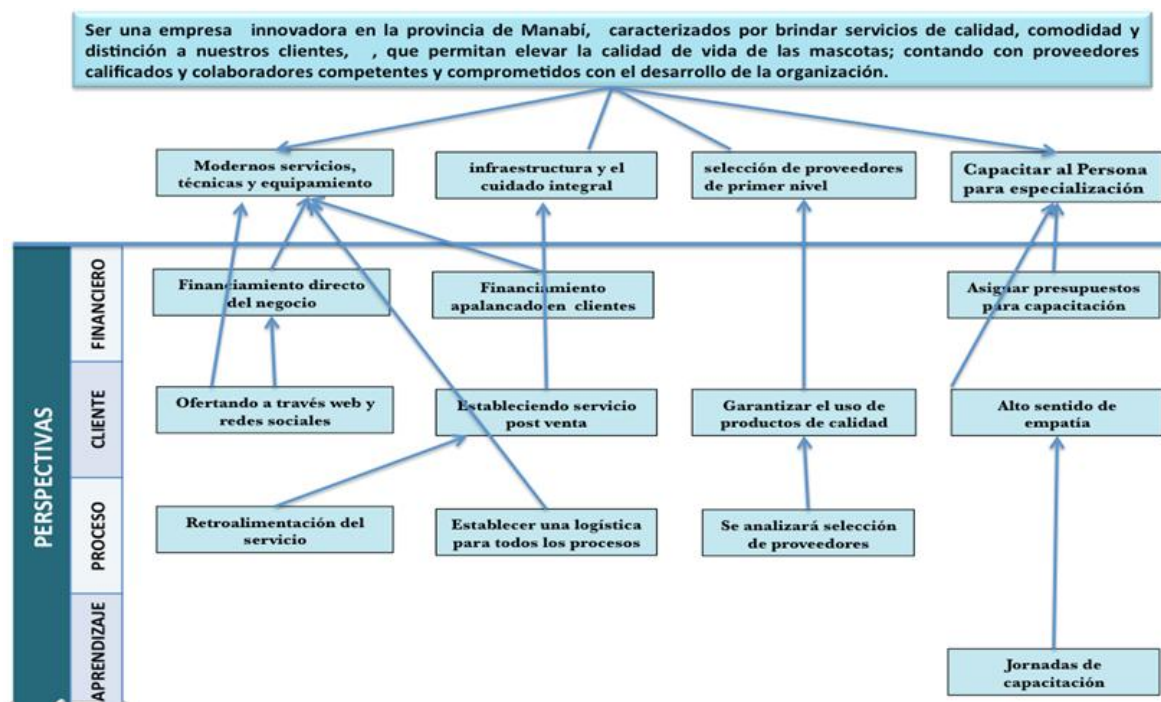 Ser una empresa innovadora en la provincia de Manabí, caracterizados por brindar servicios de calidad, comodidad y
distinción a nuestros clientes, , que permitan elevar la calidad de vida de las mascotas; contando con proveedores
calificados y colaboradores competentes y comprometidos con el desarrollo de la organización.
Modernos servicios,
técnicas y equipamiento
infraestructura y el
cuidado integral
selección de proveedores
de primer nivel
Capacitar al Persona
para especialización
PERSPECTIVAS
FINANCIERO
Financiamiento directo
del negocio
Financiamiento
apalancado en clientes
Asignar presupuestos
para capacitación
CLIENTE
Ofertando a través web y
redes sociales
Estableciendo servicio
post venta
Garantizar el uso de
productos de calidad
Alto sentido de
empatía
PROCESO
Retroalimentación del
servicio
Establecer una logística
para todos los procesos
Se analizará selección
de proveedores
APRENDIZAJE
Jornadas de
capacitación